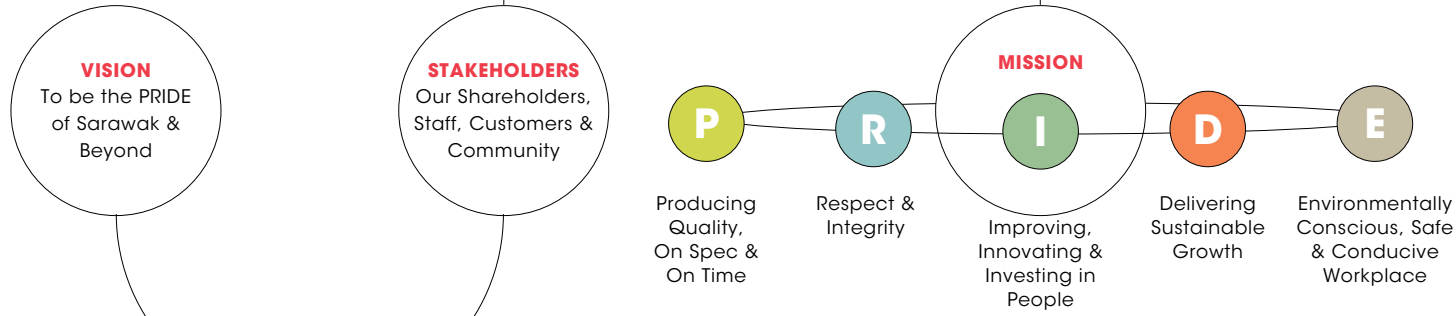 VISION
To be the PRIDE
of Sarawak &
Beyond
STAKEHOLDERS
Our Shareholders,
Staff, Customers &
Community
MISSION
P
Producing
Quality,
On Spec &
On Time
R
Respect &
Integrity
I
Improving,
Innovating &
Investing in
People
D
Delivering
Sustainable
Growth
E
Environmentally
Conscious, Safe
& Conducive
Workplace